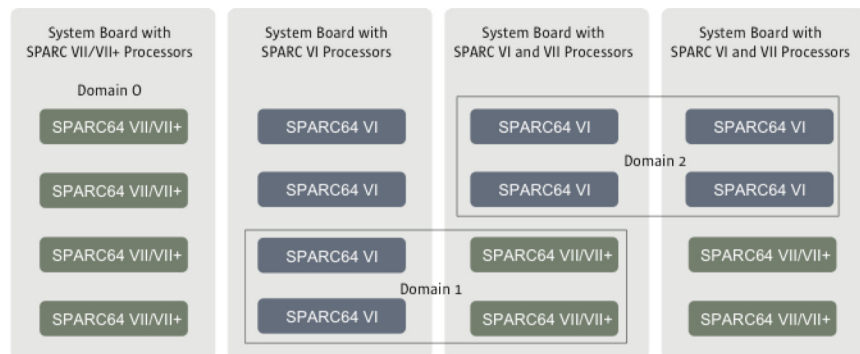 System Board with
SPARC VII/VII+ Processors
System Board with
SPARC VI Processors
System Board with
SPARC VI and VII Processors
System Board with
SPARC VI and VII Processors
Domain 0
SPARC64 VII/VII+
SPARC64 VI
SPARC64 VI
SPARC64 VI
Domain 2
SPARC64 VII/VII+
SPARC64 VI
SPARC64 VI
SPARC64 VI
SPARC64 VII/VII+
SPARC64 VI
SPARC64 VII/VII+
SPARC64 VII/VII+
Domain 1
SPARC64 VII/VII+
SPARC64 VI
SPARC64 VII/VII+
SPARC64 VII/VII+